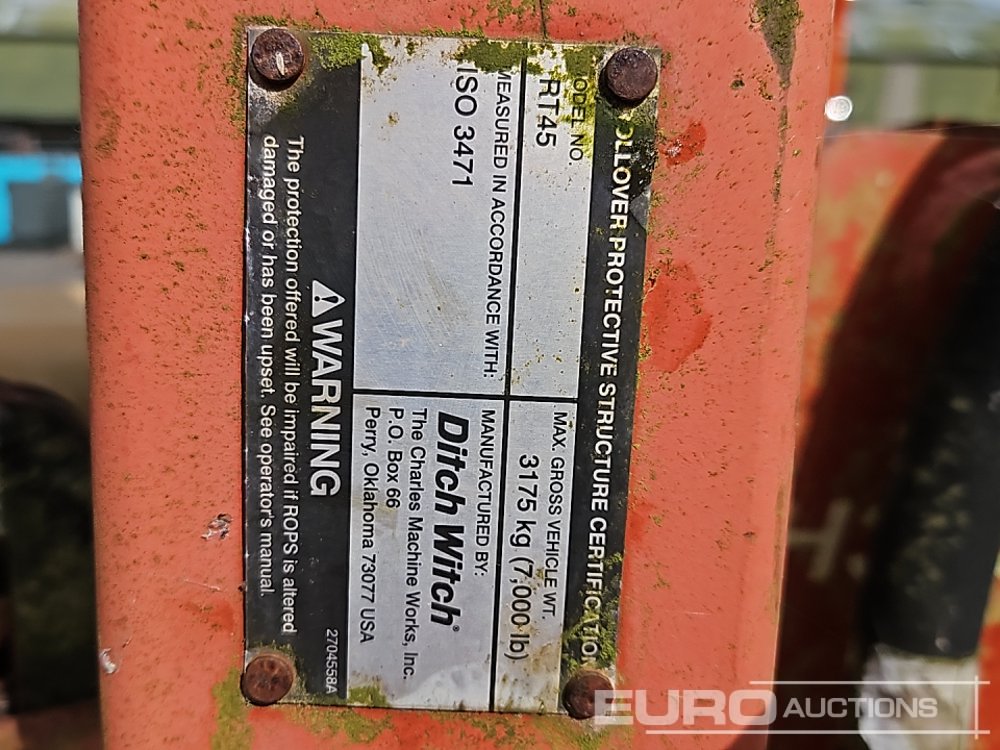 OLLOVER PROTECTIVE STRUCTURE CERTIFICATION
MODEL NO.
RT45
MAX. GROSS VEHICLE WT.
3175 kg (7,000 lb)
MEASURED IN ACCORDANCE WITH:
ISO 3471
MANUFACTURED BY:
Ditch Witch®
The Charles Machine Works, Inc.
P.O. Box 66
Perry, Oklahoma 73077 USA
⚠WARNING
The protection offered will be impaired if ROPS is altered
damaged or has been upset. See operator's manual.
2704558A
EURO AUCTIONS